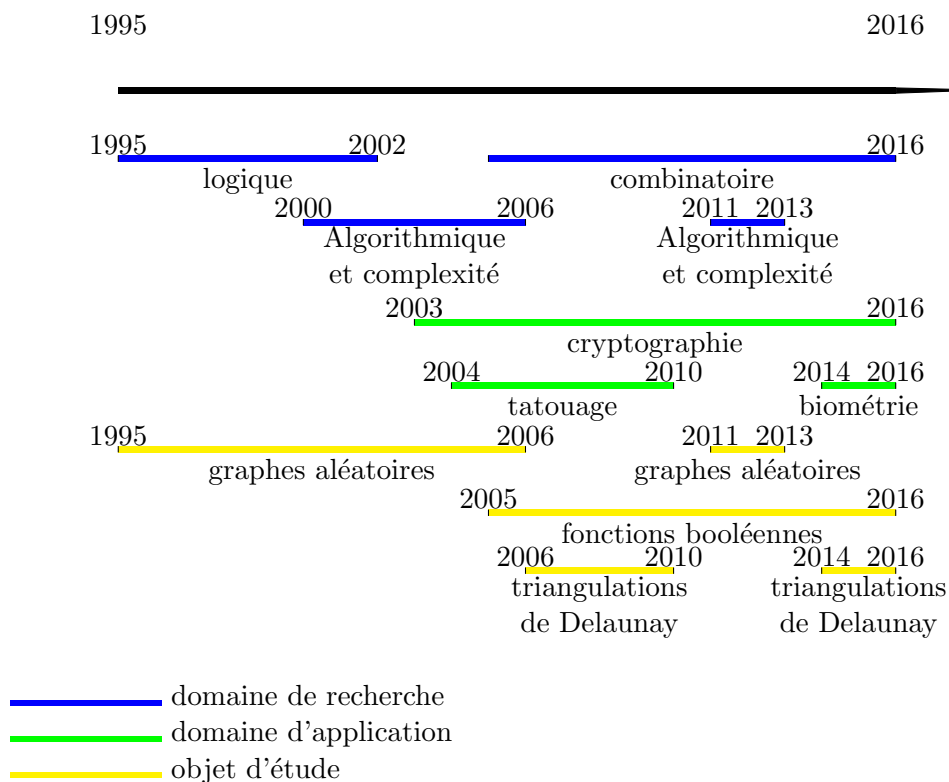 1995 2016
1995 2002 2016
logique combinatoire
2000 2006 2011 2013
Algorithmique Algorithmique
et complexité et complexité
2003 2016
cryptographie
2004 2010 2014 2016
tatouage biométrie
1995 2006 2011 2013
graphes aléatoires graphes aléatoires
2005 2016
fonctions booléennes
2006 2010 2014 2016
triangulations triangulations
de Delaunay de Delaunay
domaine de recherche
domaine d'application
objet d'étude